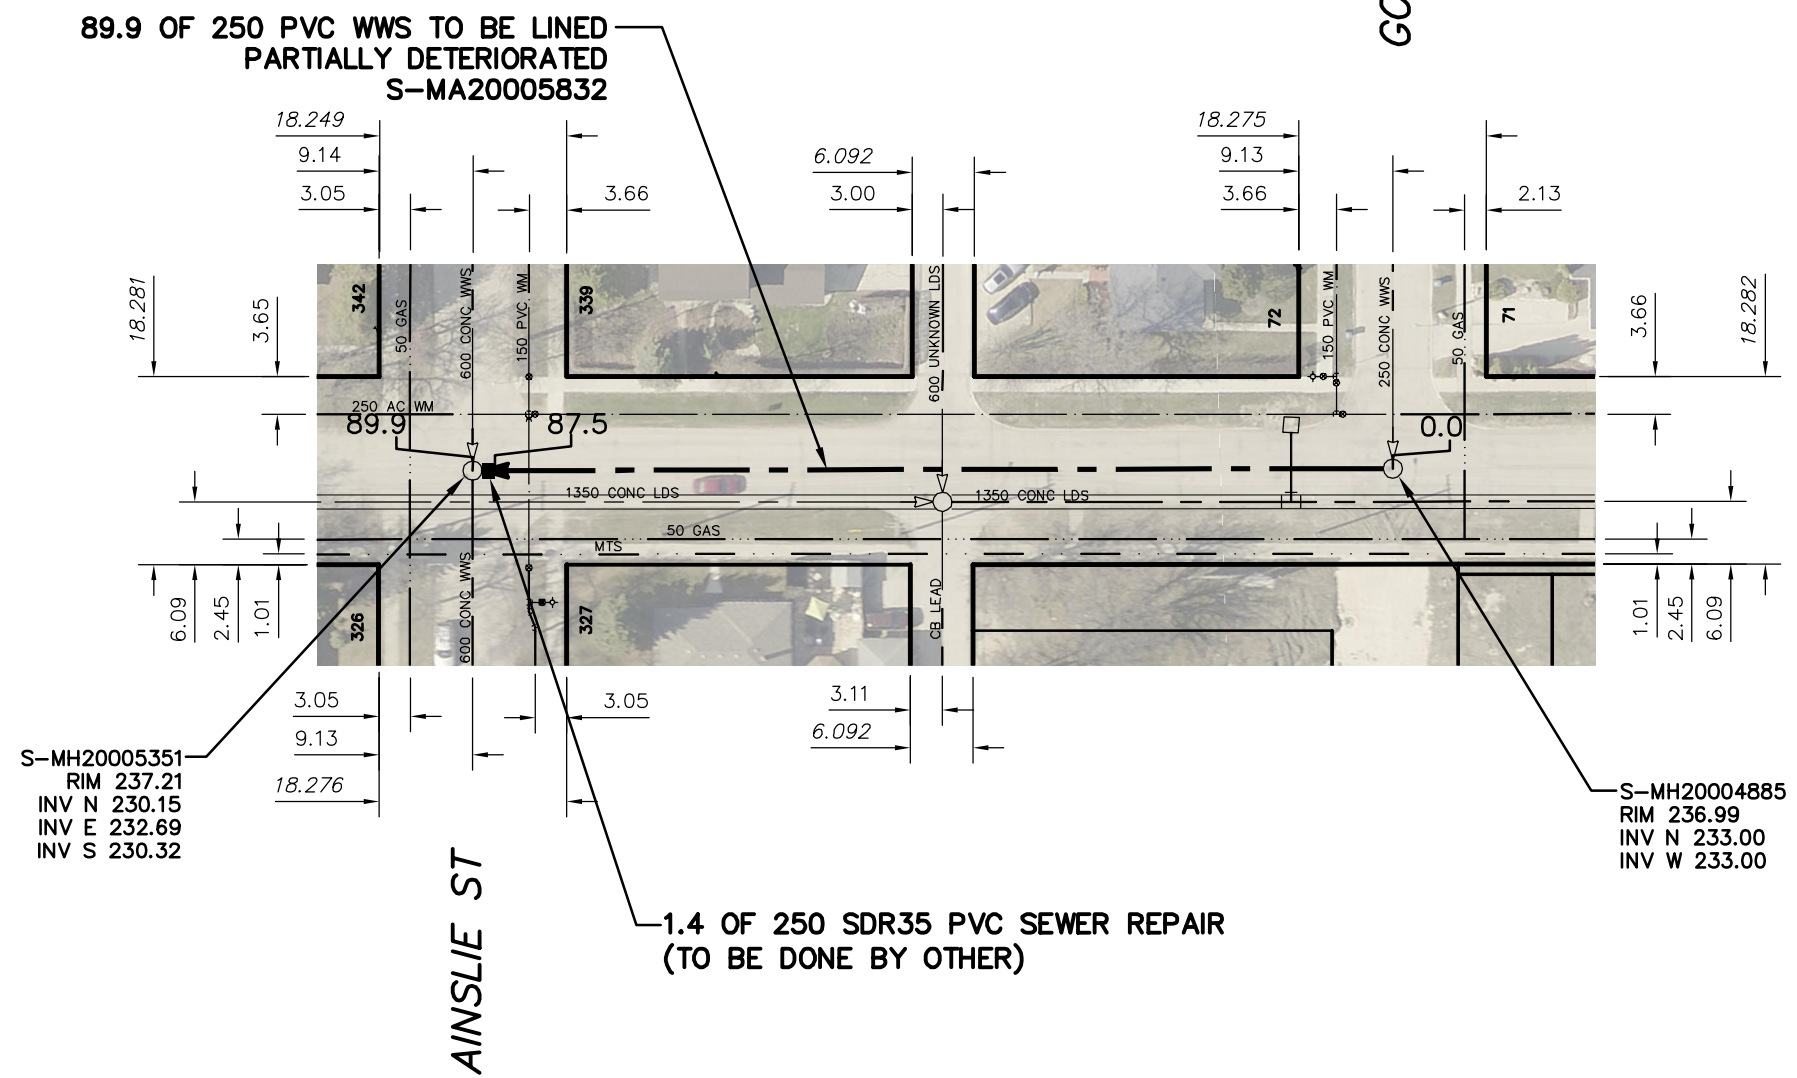 89.9 OF 250 PVC WWS TO BE LINED
PARTIALLY DETERIORATED
S-MA20005832
GO
18.249
9.14
3.05
3.66
6.092
3.00
18.275
9.13
3.66
2.13
18.281
3.65
3.66
18.282
342
50 GAS
600 CONC WWS
150 PVC WM
339
600 UNKNOWN LDS
72
150 PVC WM
250 CONC WWS
50 GAS
71
250 AC WM
89.9
87.5
0.0
1350 CONC LDS
1350 CONC LDS
50 GAS
MTS
326
600 CONC WWS
327
CB LEAD
6.09
2.45
1.01
1.01
2.45
6.09
3.05
3.05
9.13
18.276
3.11
6.092
S-MH20005351
RIM 237.21
INV N 230.15
INV E 232.69
INV S 230.32
S-MH20004885
RIM 236.99
INV N 233.00
INV W 233.00
AINSLIE ST
1.4 OF 250 SDR35 PVC SEWER REPAIR
(TO BE DONE BY OTHER)